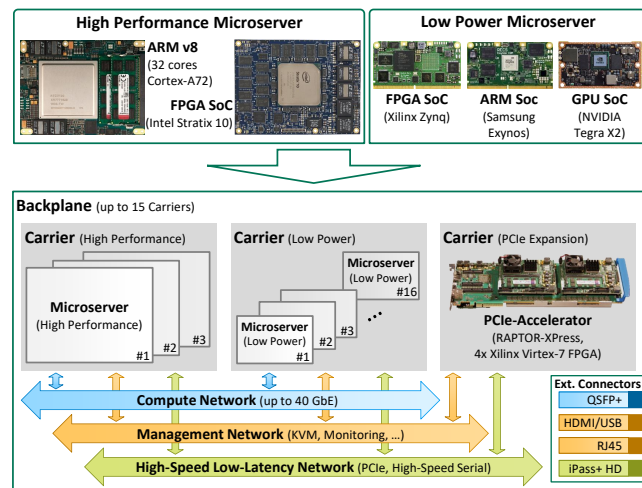 High Performance Microserver
ARM v8
(32 cores
Cortex-A72)
FPGA SoC
(Intel Stratix 10)
Low Power Microserver
FPGA SoC
(Xilinx Zynq)
ARM Soc
(Samsung
Exynos)
GPU SoC
(NVIDIA
Tegra X2)
Backplane (up to 15 Carriers)
Carrier (High Performance)
Microserver
(High Performance)
#1
#2
#3
Carrier (Low Power)
Microserver
(Low Power)
#16
Microserver
(Low Power)
#1
#2
#3
Carrier (PCIe Expansion)
PCIe-Accelerator
(RAPTOR-XPress,
4x Xilinx Virtex-7 FPGA)
Compute Network (up to 40 GbE)
Management Network (KVM, Monitoring, ...)
High-Speed Low-Latency Network (PCIe, High-Speed Serial)
Ext. Connectors
QSFP+
HDMI/USB
RJ45
iPass+ HD